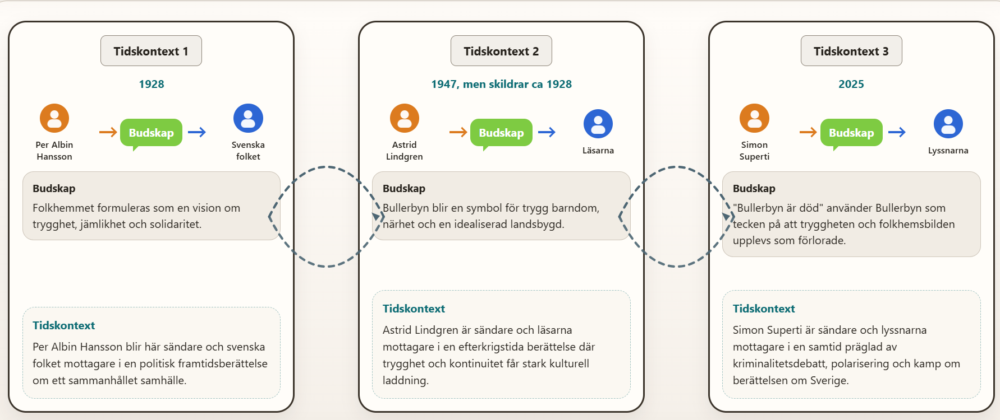 Tidskontext 1
1928
Per Albin
Hansson
Budskap
Svenska
folket
Budskap
Folkhemmet formuleras som en vision om
trygghet, jämlikhet och solidaritet.
Tidskontext
Per Albin Hansson blir här sändare och svenska
folket mottagare i en politisk framtidsberättelse
om ett sammanhållet samhälle.
Tidskontext 2
1947, men skildrar ca 1928
Astrid
Lindgren
Budskap
Läsarna
Budskap
Bullerbyn blir en symbol för trygg barndom,
närhet och en idealiserad landsbygd.
Tidskontext
Astrid Lindgren är sändare och läsarna
mottagare i en efterkrigstida berättelse där
trygghet och kontinuitet får stark kulturell
laddning.
Tidskontext 3
2025
Simon
Superti
Budskap
Lyssnarna
Budskap
"Bullerbyn är död" använder Bullerbyn som
tecken på att tryggheten och folkhemsbilden
upplevs som förlorade.
Tidskontext
Simon Superti är sändare och lyssnarna
mottagare i en samtid präglad av
kriminalitetsdebatt, polarisering och kamp om
berättelsen om Sverige.